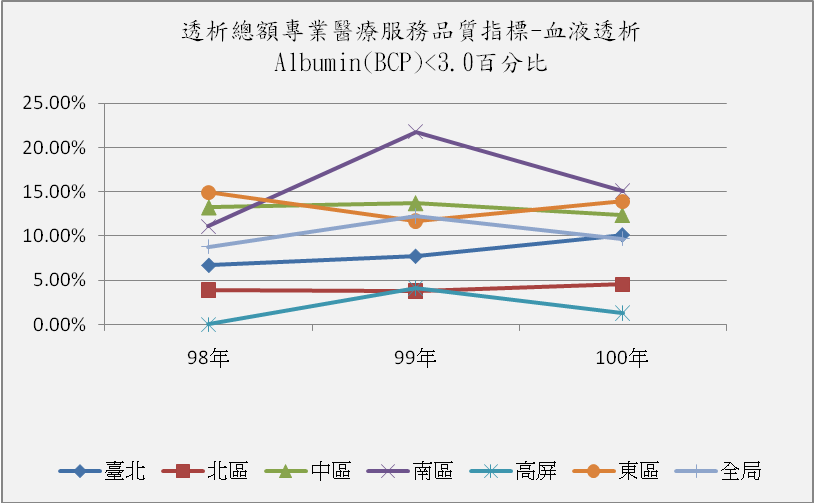 透析總額專業醫療服務品質指標-血液透析
Albumin(BCP)<3.0百分比
25.00%
20.00%
15.00%
10.00%
5.00%
0.00%
98年 99年 100年
臺北 北區 中區 南區 高屏 東區 全局